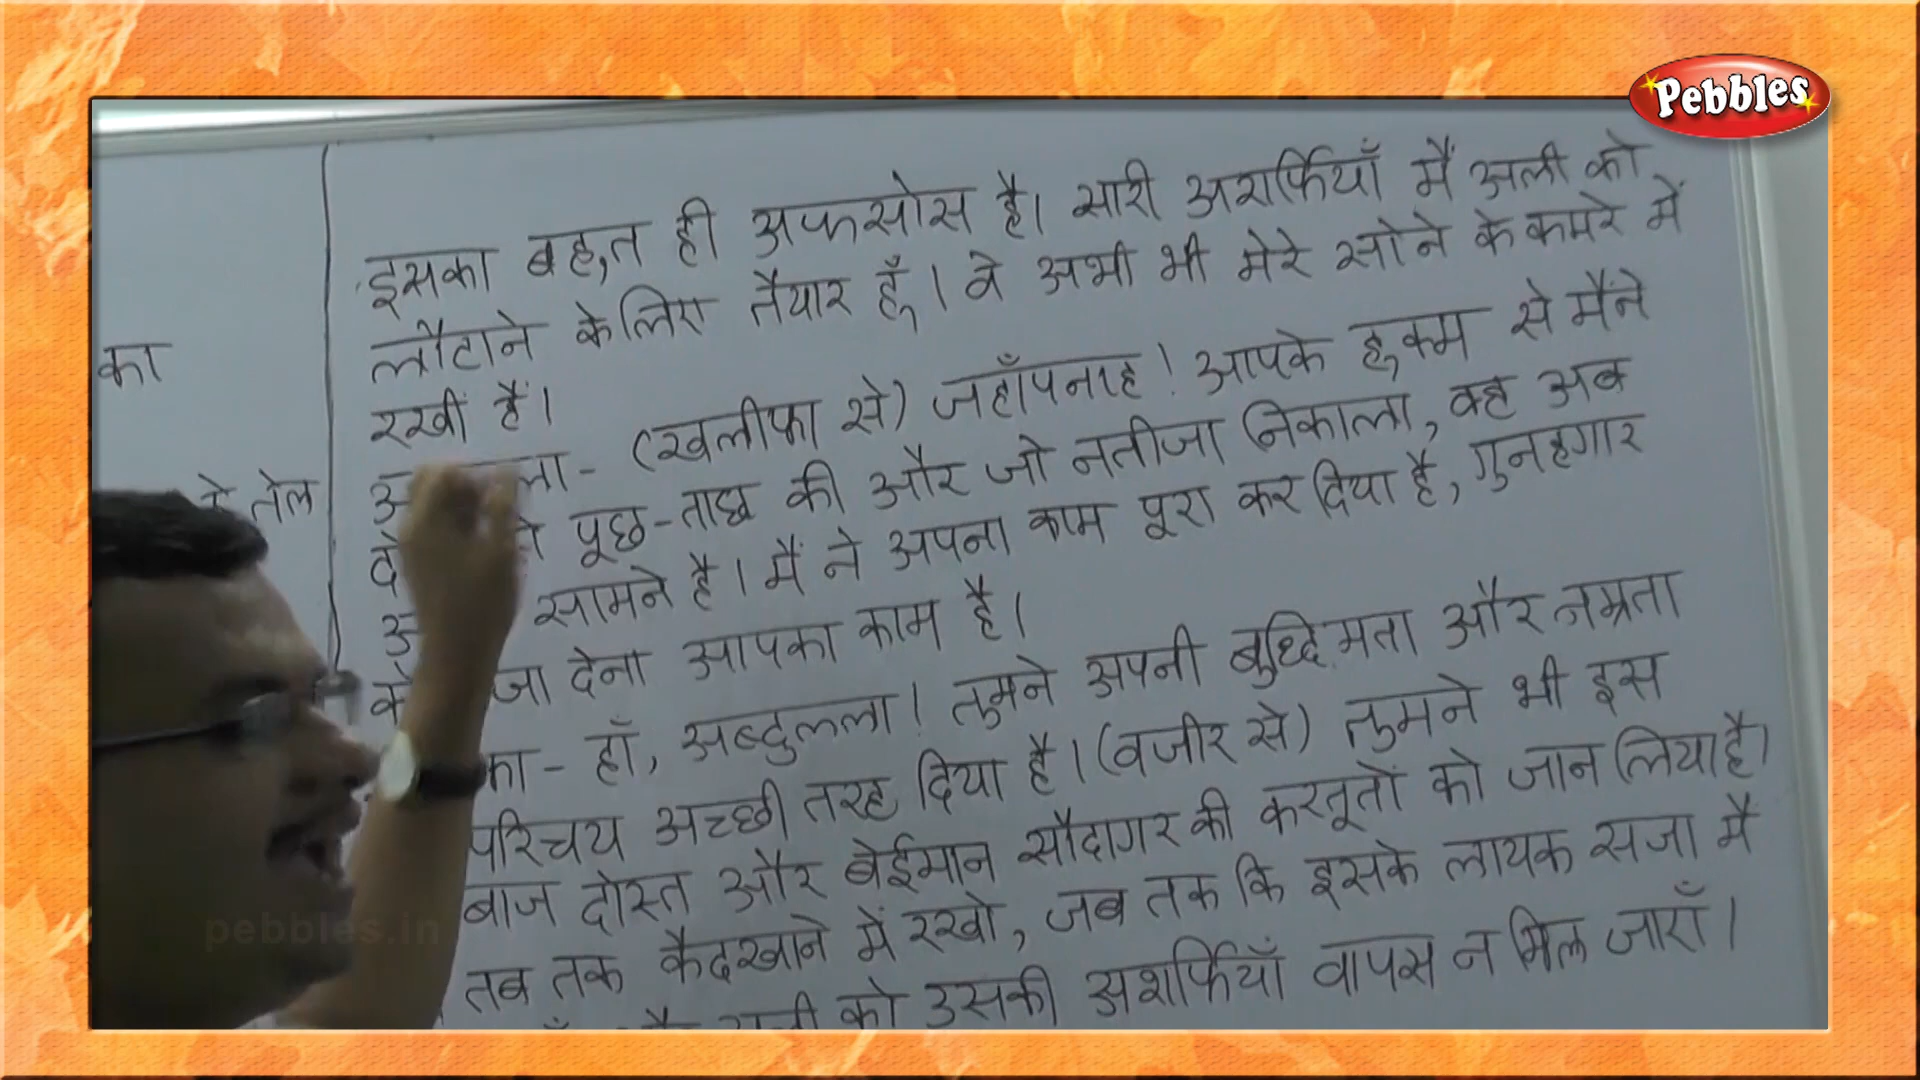 Pebbles
इसका बहुत ही अफसोस है। सारी अशर्फियाँ मैं अली को
लौटाने के लिए तैयार हूँ। वे अभी भी मेरे सोने के कमरे में
रखीं हैं।
(खलीफा से) जहाँपनाह! आपके हुक्म से मैंने
पूछ-ताछ की और जो नतीजा निकाला, वह अब
सामने है। मैं ने अपना काम पूरा कर दिया है, गुनहगार
देना आपका काम है।
हाँ, अब्दुलला! तुमने अपनी बुध्दिमता और नम्रता
परिचय अच्छी तरह दिया है। (वजीर से) तुमने भी इस
बाज दोस्त और बेईमान सौदागर की करतूतों को जान लिया है।
तब तक कैदखाने में रखो, जब तक कि इसके लायक सजा मैं
को उसकी अशर्फियाँ वापस न मिल जाएँ।
का
तेल
pebbles.in